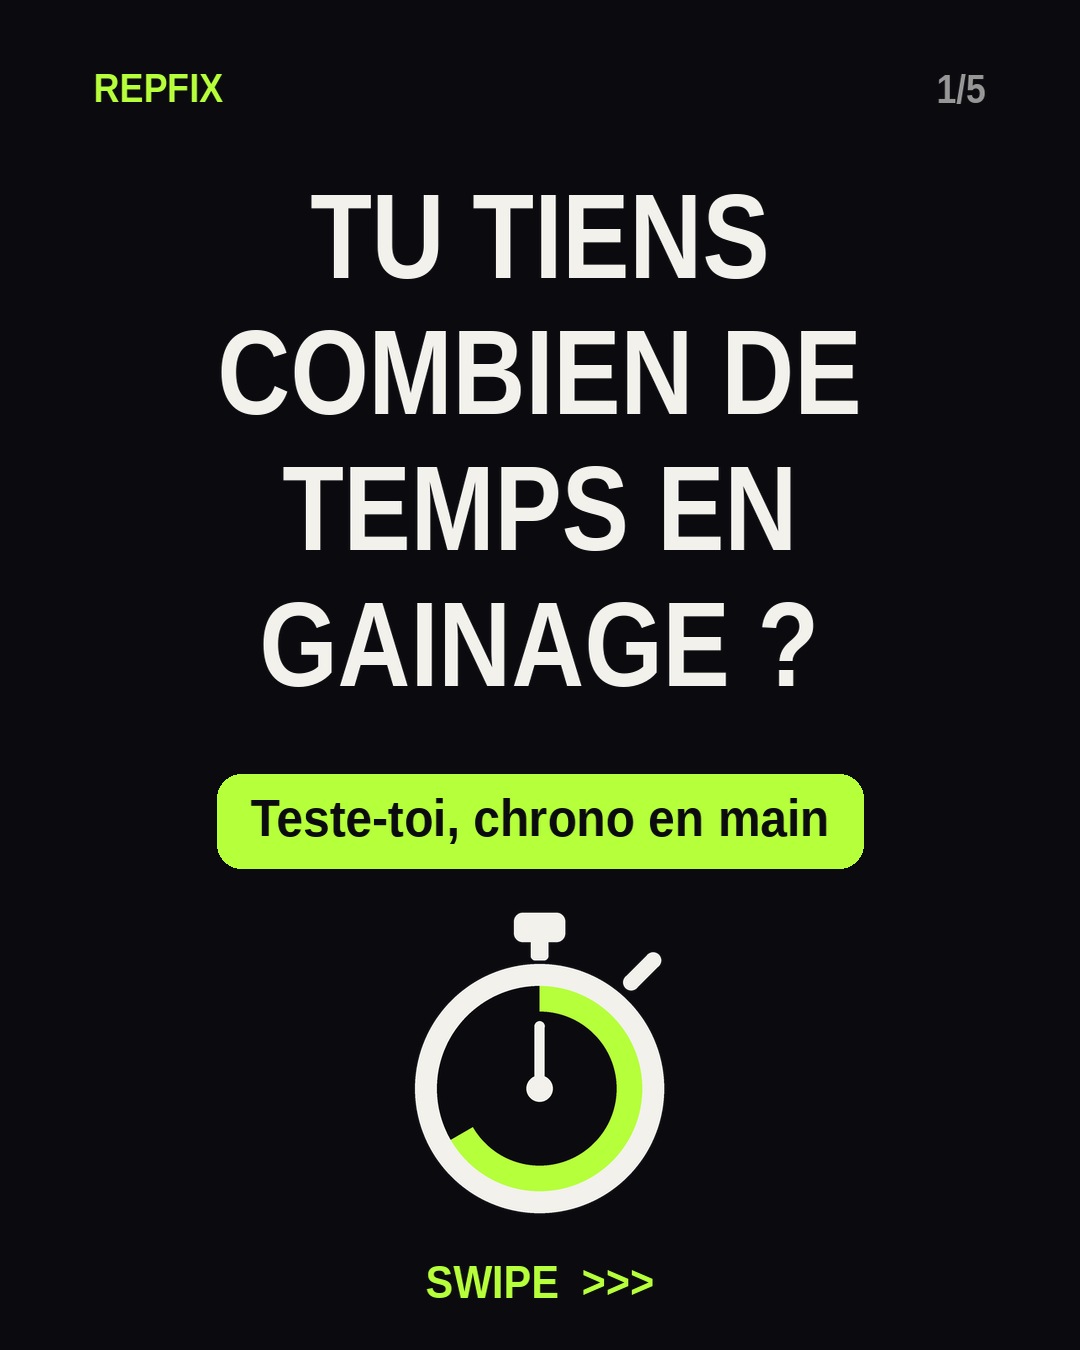 REPFIX
1/5
TU TIENS
COMBIEN DE
TEMPS EN
GAINAGE ?
Teste-toi, chrono en main
SWIPE >>>